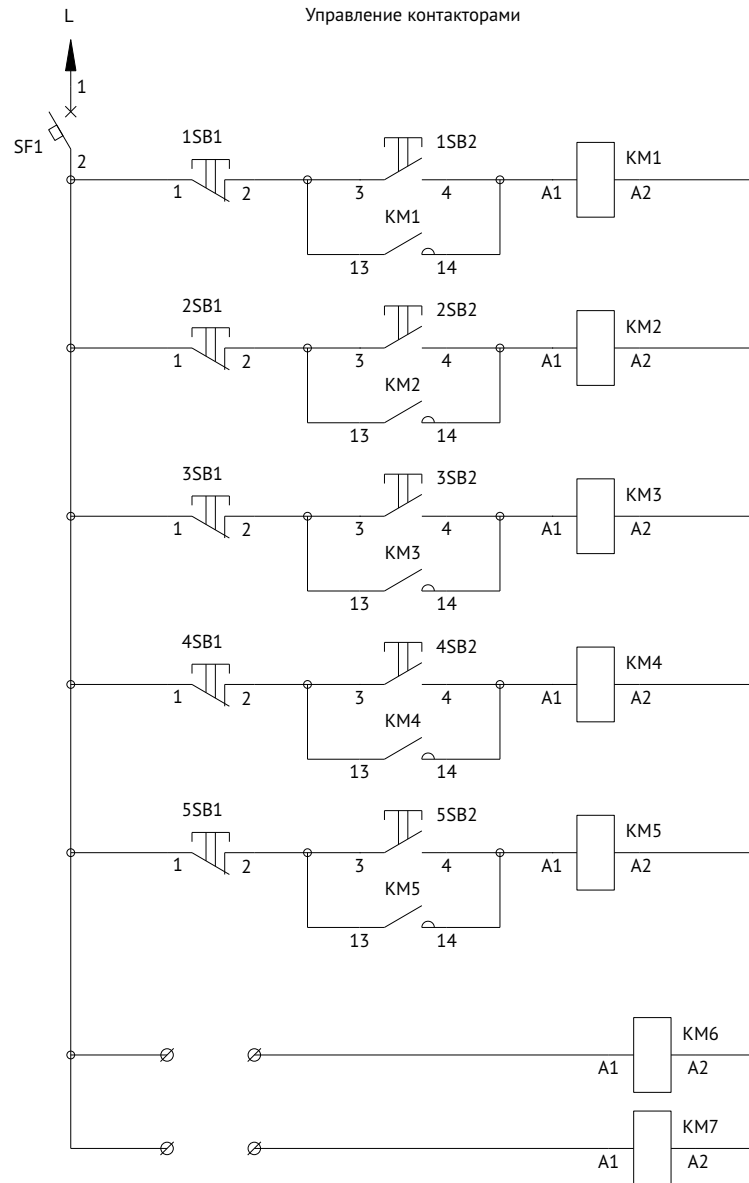 L Управление контакторами
1
SF1
2
1SB1 1SB2 KM1
1 2 3 4 A1 A2
KM1
13 14
2SB1 2SB2 KM2
1 2 3 4 A1 A2
KM2
13 14
3SB1 3SB2 KM3
1 2 3 4 A1 A2
KM3
13 14
4SB1 4SB2 KM4
1 2 3 4 A1 A2
KM4
13 14
5SB1 5SB2 KM5
1 2 3 4 A1 A2
KM5
13 14
KM6
A1 A2
KM7
A1 A2